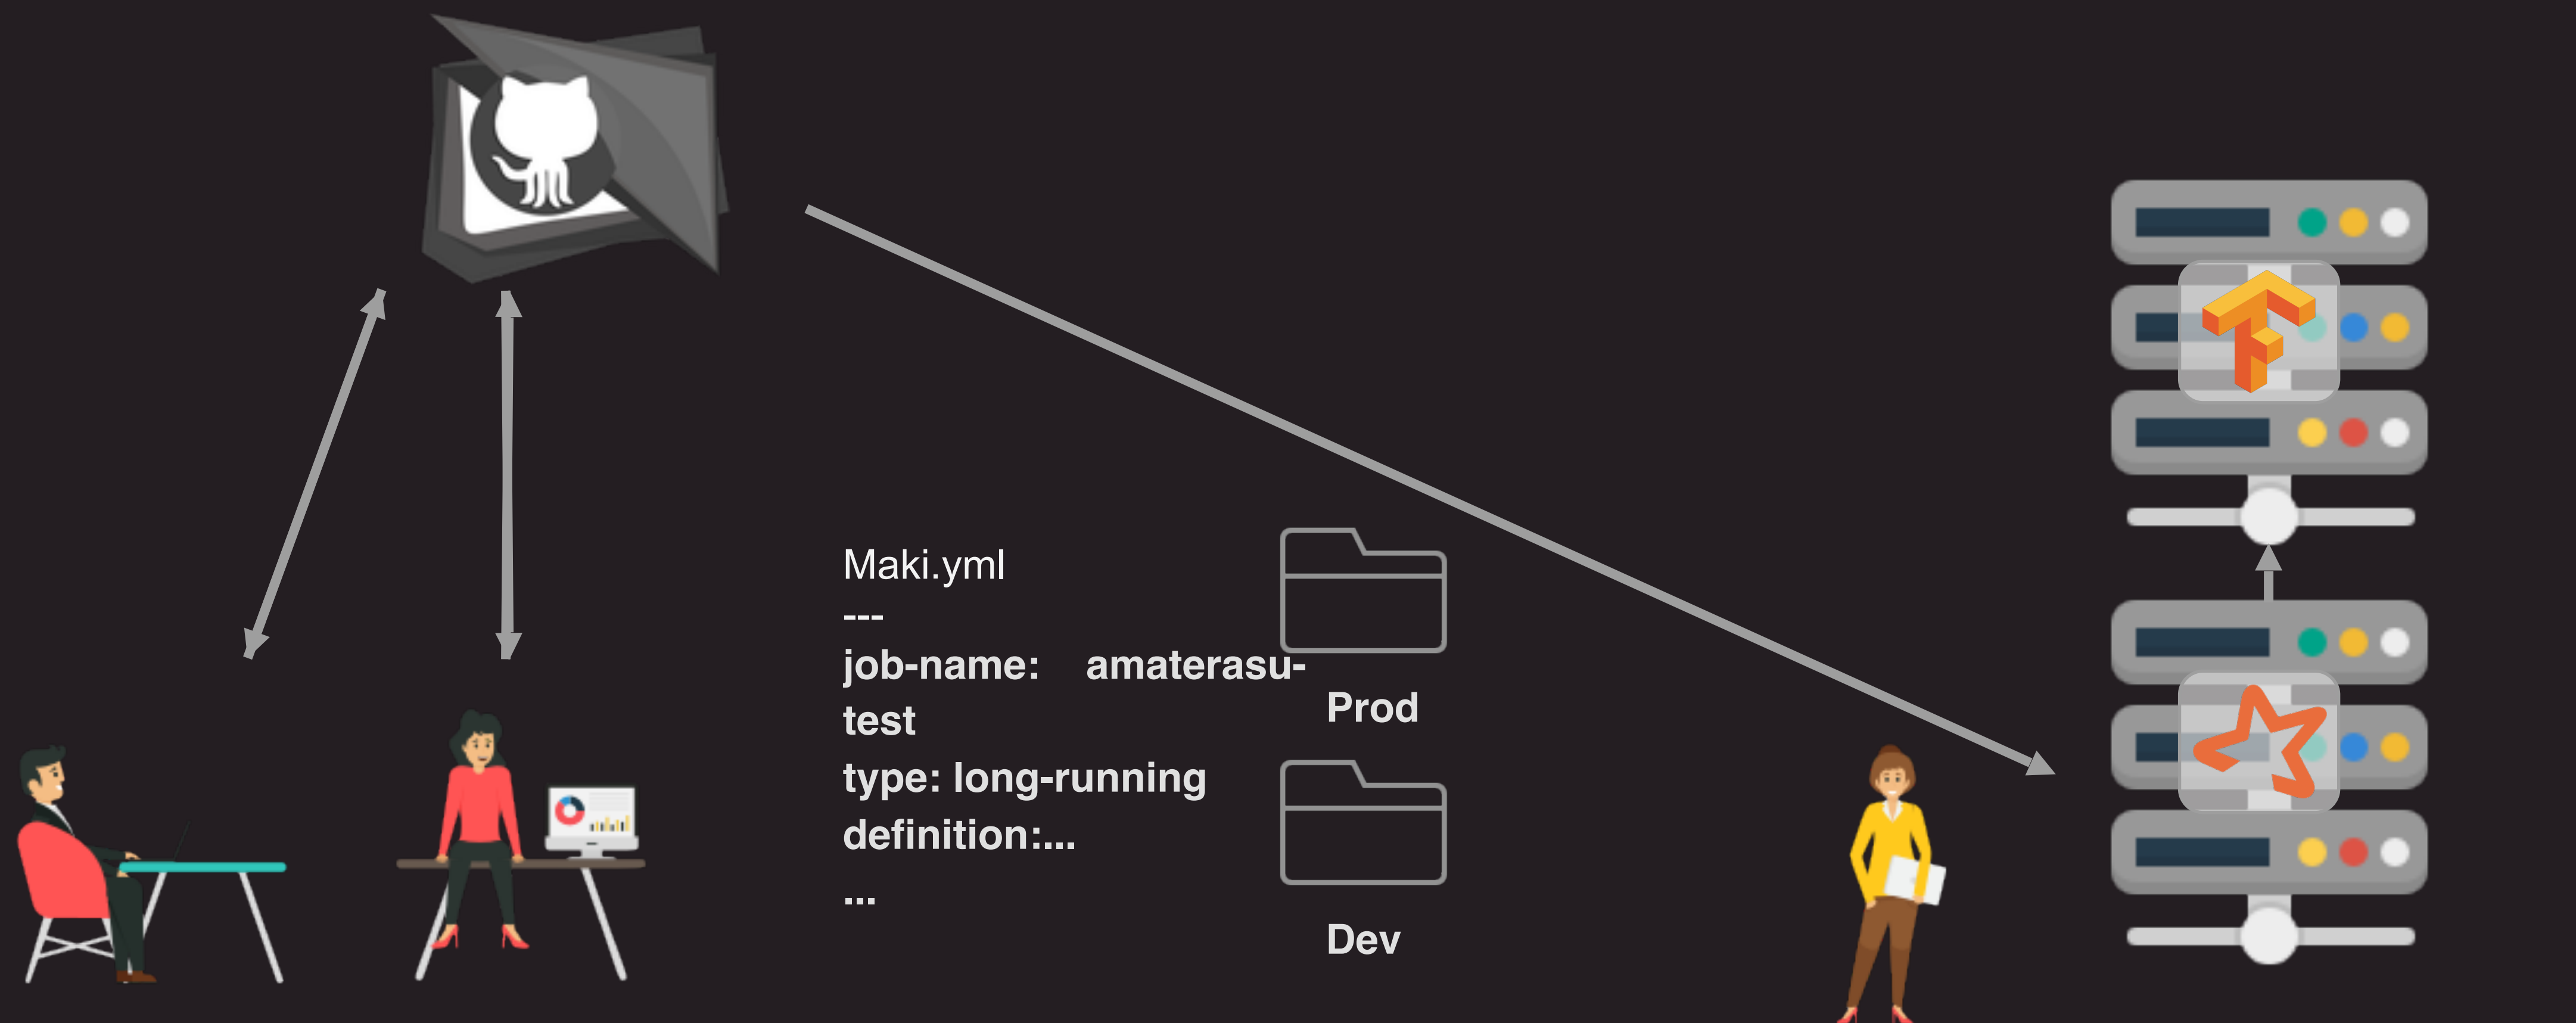 Maki.yml
---
job-name: amaterasu-
test
type: long-running
definition:...
...
Prod
Dev